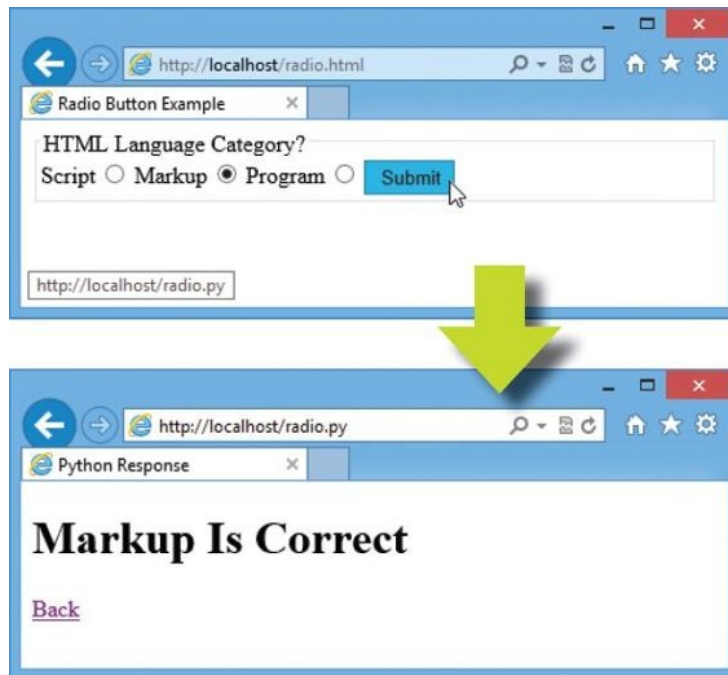 http://localhost/radio.html
Radio Button Example
HTML Language Category?
Script Markup Program Submit
http://localhost/radio.py
http://localhost/radio.py
Python Response
Markup Is Correct
Back